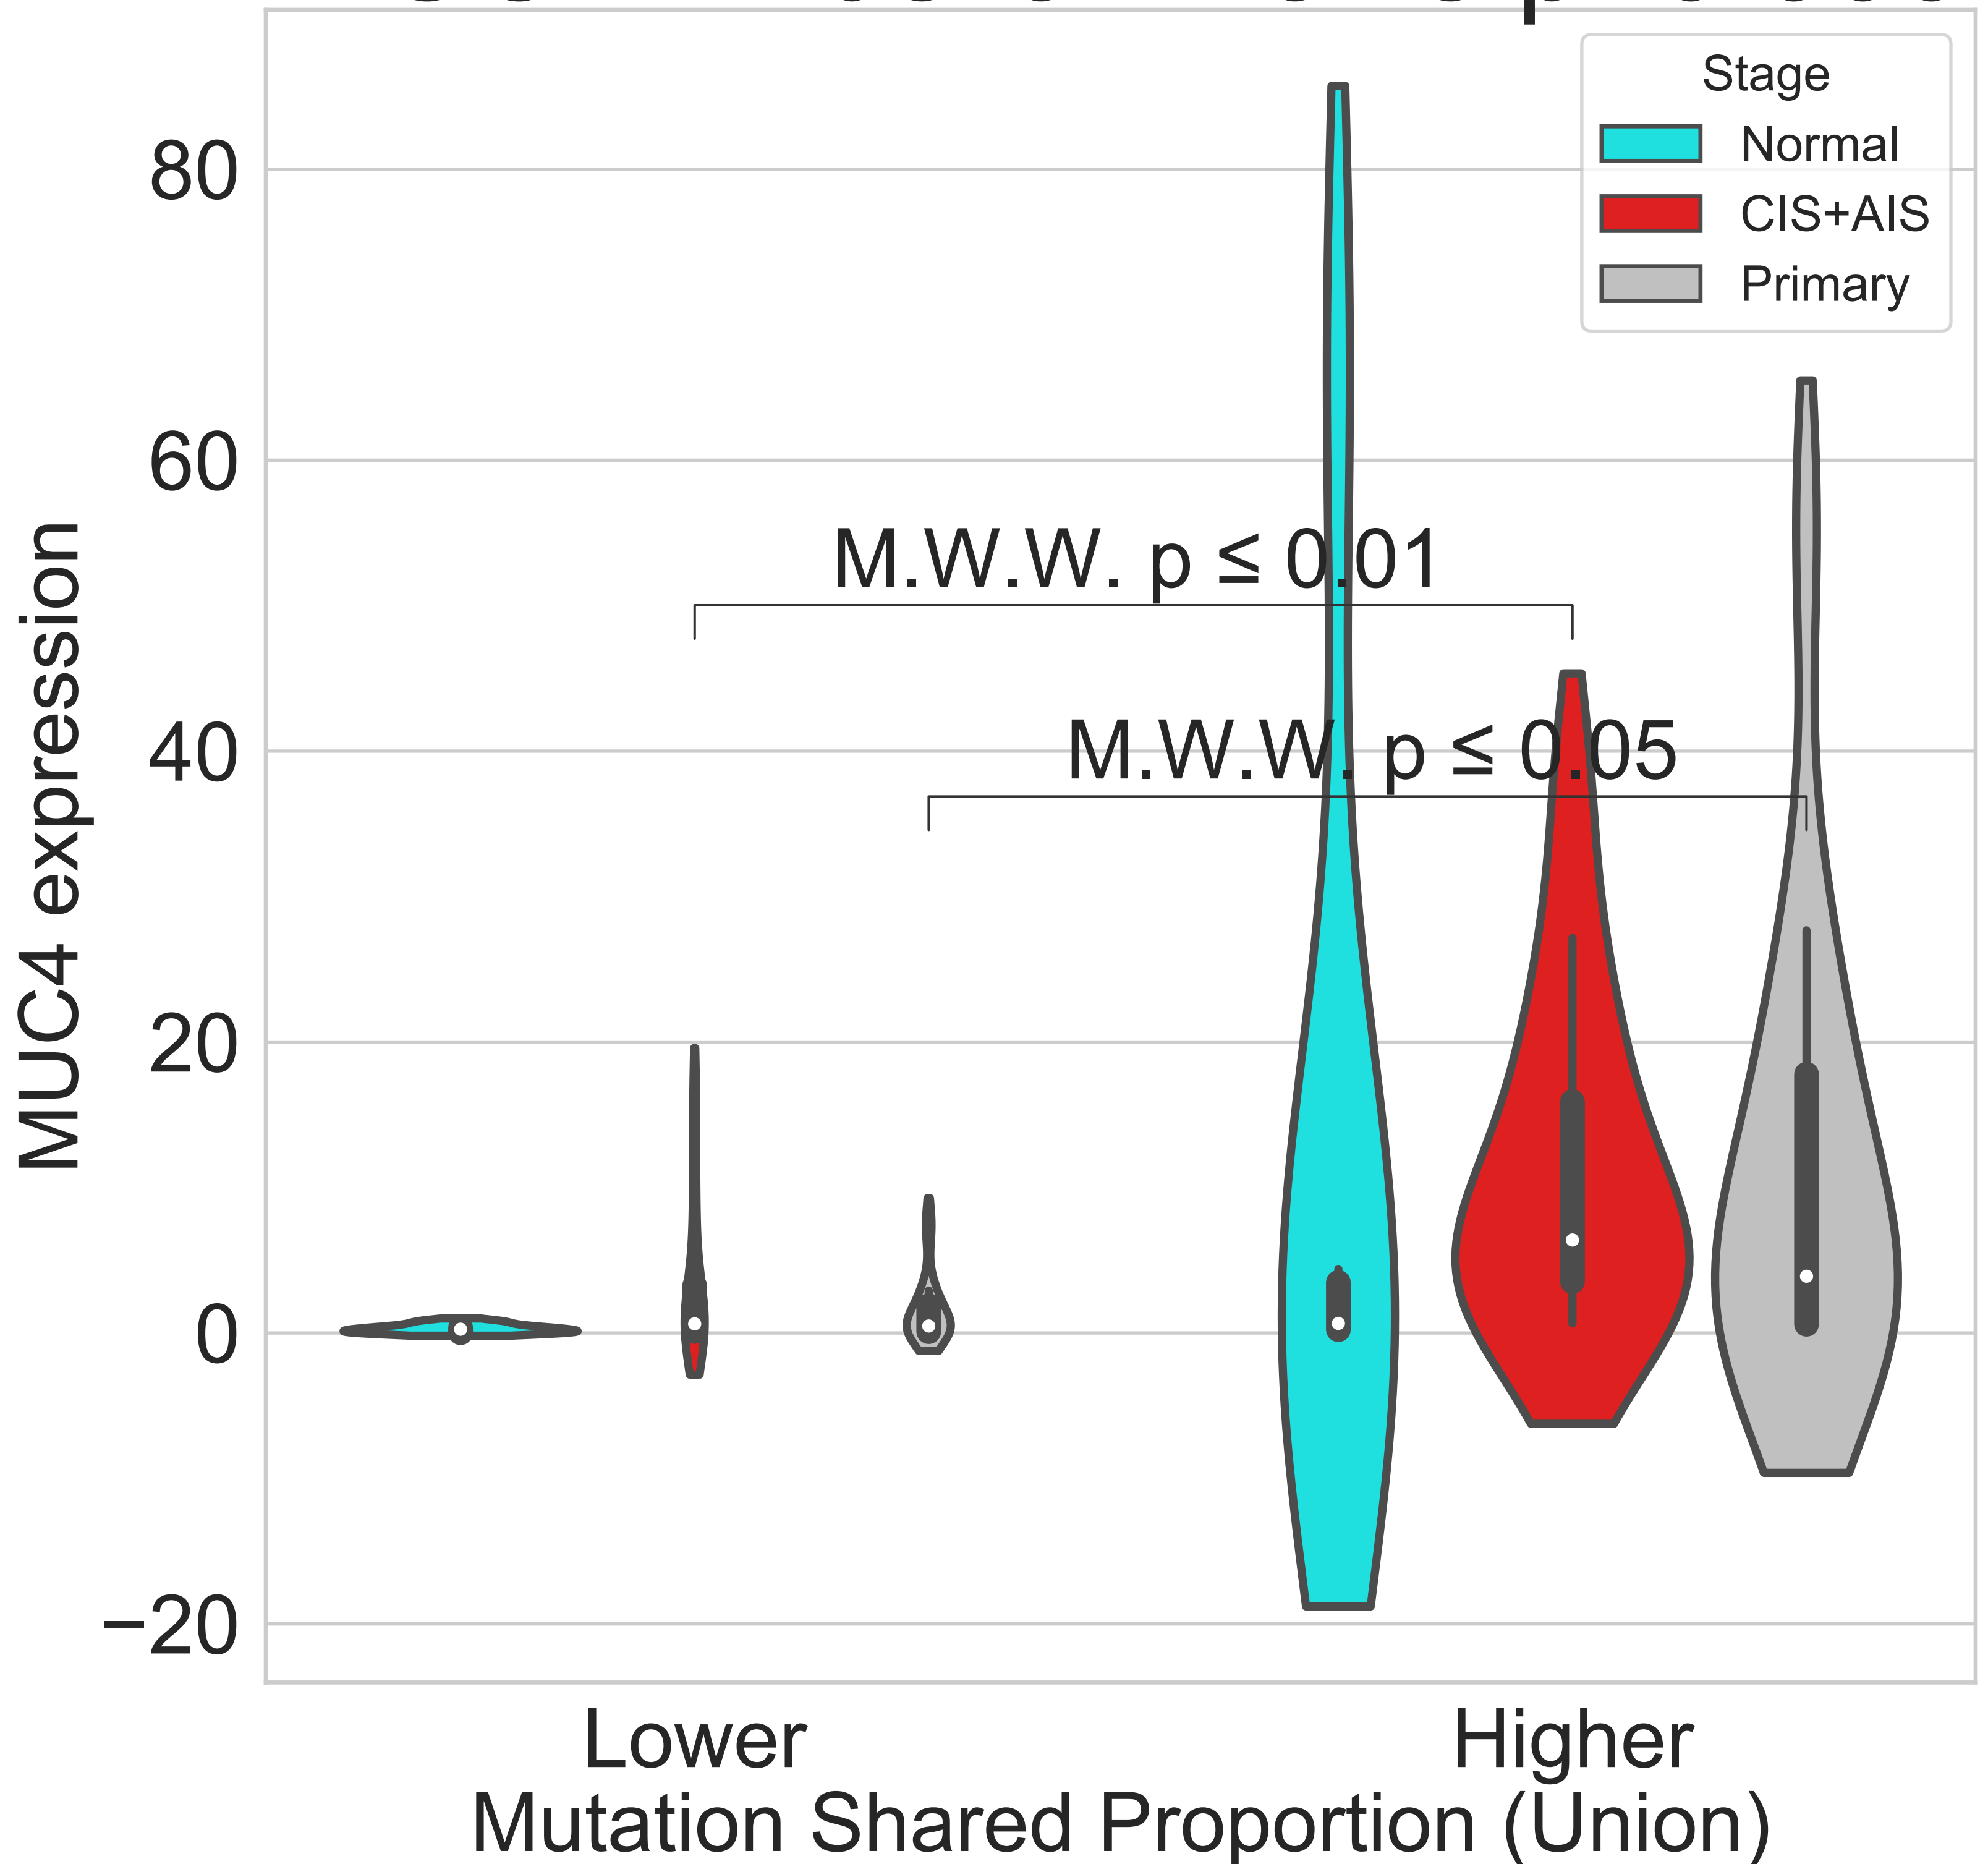 Stage
Normal
CIS+AIS
Primary
80
60
40
20
0
−20
MUC4 expression
M.W.W. p ≤ 0.01
M.W.W. p ≤ 0.05
Lower
Higher
Mutation Shared Proportion (Union)